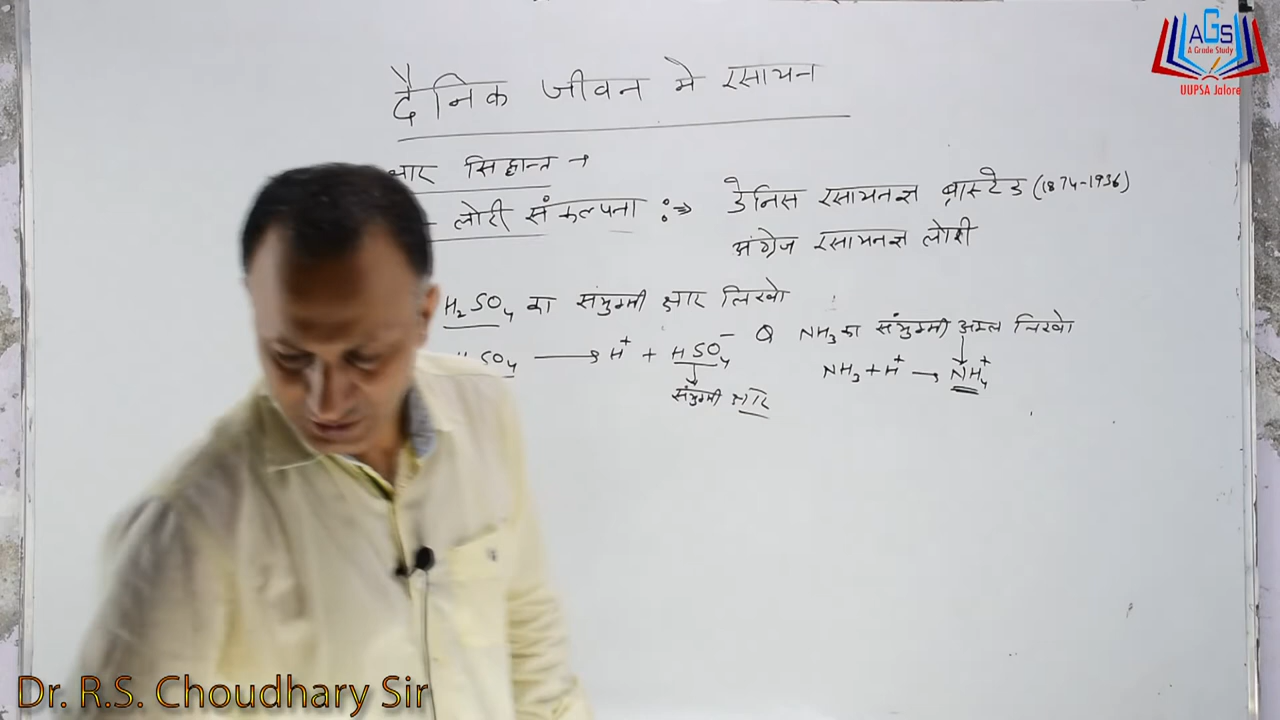 AGS
A Grade Study
UUPSA Jalore
दैनिक जीवन मे रसायन
क्षार सिद्धान्त →
लोरी संकल्पना :⇒ डेनिस रसायनज्ञ ब्रांस्टेड (1874-1936)
अंग्रेज रसायनज्ञ लोरी
H₂SO₄ का संयुग्मी क्षार लिखो
SO₄ ⟶ H⁺ + HSO₄⁻
संयुग्मी क्षार
Q NH₃ का संयुग्मी अम्ल लिखो
NH₃ + H⁺ → NH₄⁺
Dr. R.S. Choudhary Sir